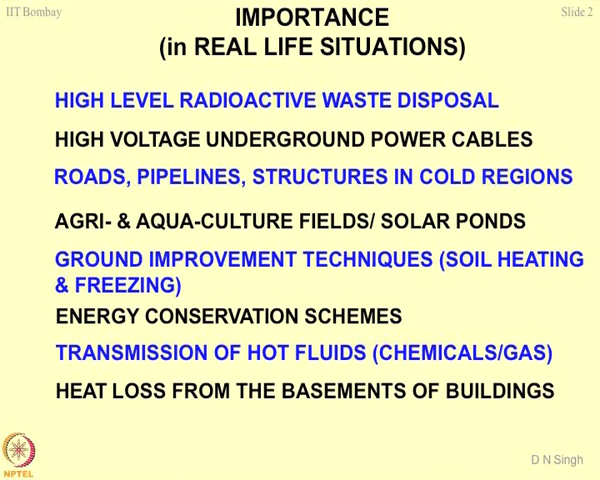 IIT Bombay
Slide 2
IMPORTANCE
(in REAL LIFE SITUATIONS)
HIGH LEVEL RADIOACTIVE WASTE DISPOSAL
HIGH VOLTAGE UNDERGROUND POWER CABLES
ROADS, PIPELINES, STRUCTURES IN COLD REGIONS
AGRI- & AQUA-CULTURE FIELDS/ SOLAR PONDS
GROUND IMPROVEMENT TECHNIQUES (SOIL HEATING
& FREEZING)
ENERGY CONSERVATION SCHEMES
TRANSMISSION OF HOT FLUIDS (CHEMICALS/GAS)
HEAT LOSS FROM THE BASEMENTS OF BUILDINGS
NPTEL
D N Singh